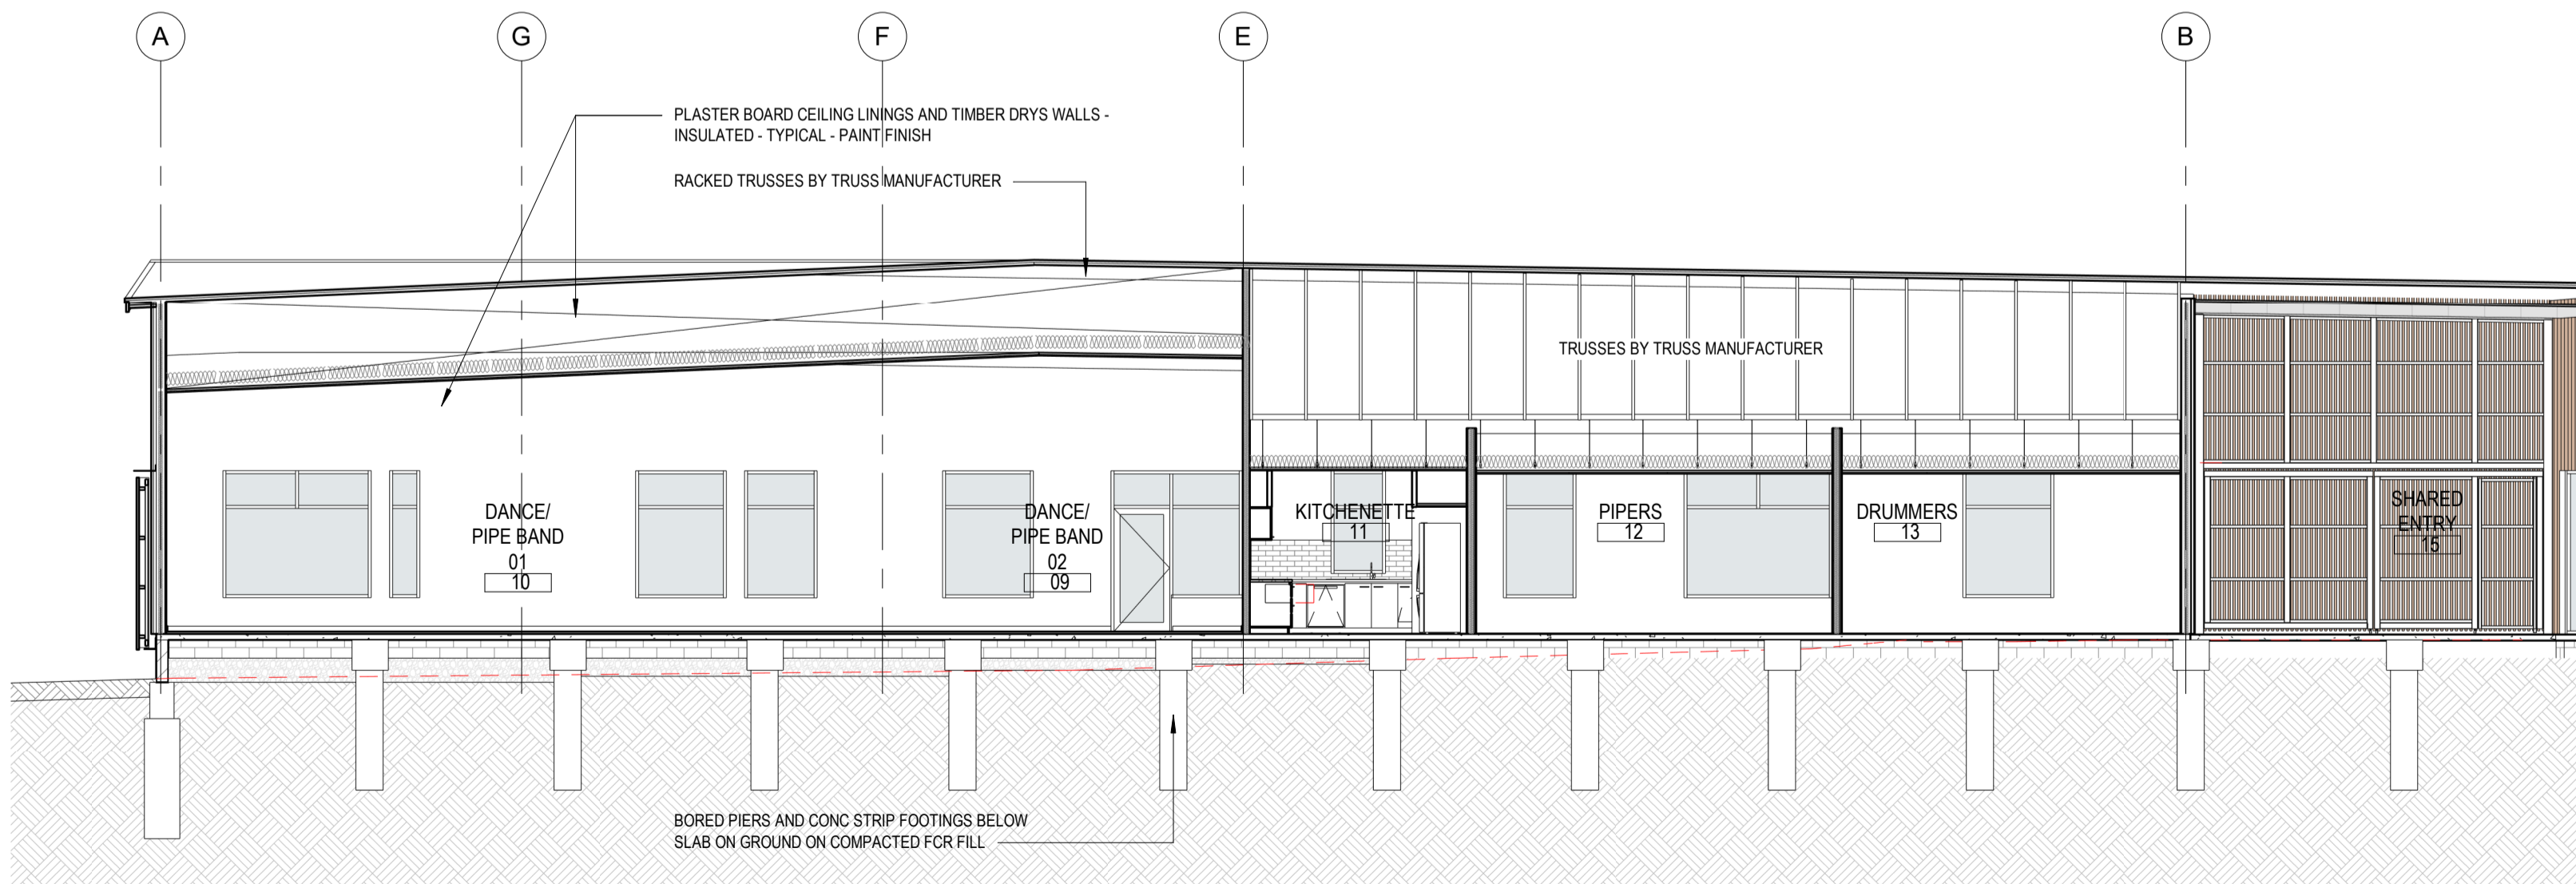 A
G
F
E
B
PLASTER BOARD CEILING LININGS AND TIMBER DRYS WALLS -
INSULATED - TYPICAL - PAINT FINISH
RACKED TRUSSES BY TRUSS MANUFACTURER
TRUSSES BY TRUSS MANUFACTURER
DANCE/
PIPE BAND
01
10
DANCE/
PIPE BAND
02
09
KITCHENETTE
11
PIPERS
12
DRUMMERS
13
SHARED
ENTRY
15
BORED PIERS AND CONC STRIP FOOTINGS BELOW
SLAB ON GROUND ON COMPACTED FCR FILL